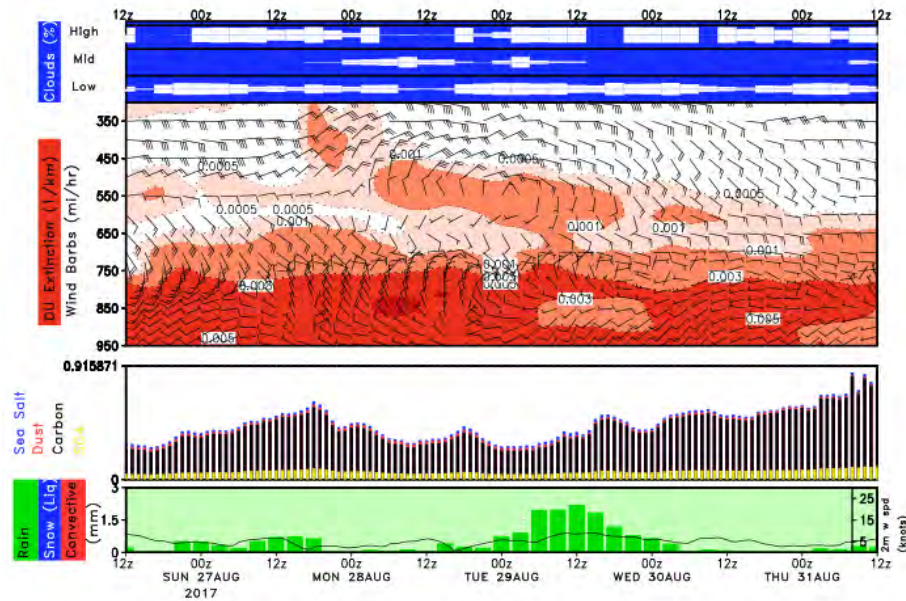 12z 00z 12z 00z 12z 00z 12z 00z 12z 00z 12z
Clouds (%)
High
Mid
Low
DU Extinction (1/km)
Wind Barbs (mi/hr)
350
450
550
650
750
850
950
0.0005
0.001
0.0005
0.0005
0.0005 0.0005
0.001
0.001
0.001
0.001
0.001
0.003
0.003
0.003
0.003
0.005
0.005
0.915871
0
Sea Salt
Dust
Carbon
SO4
Rain
Snow (Liq)
Convective
(mm)
3
1.5
0
25
15
5
2m w spd
(knots)
12z 00z 12z 00z 12z 00z 12z 00z 12z 00z 12z
SUN 27AUG MON 28AUG TUE 29AUG WED 30AUG THU 31AUG
2017